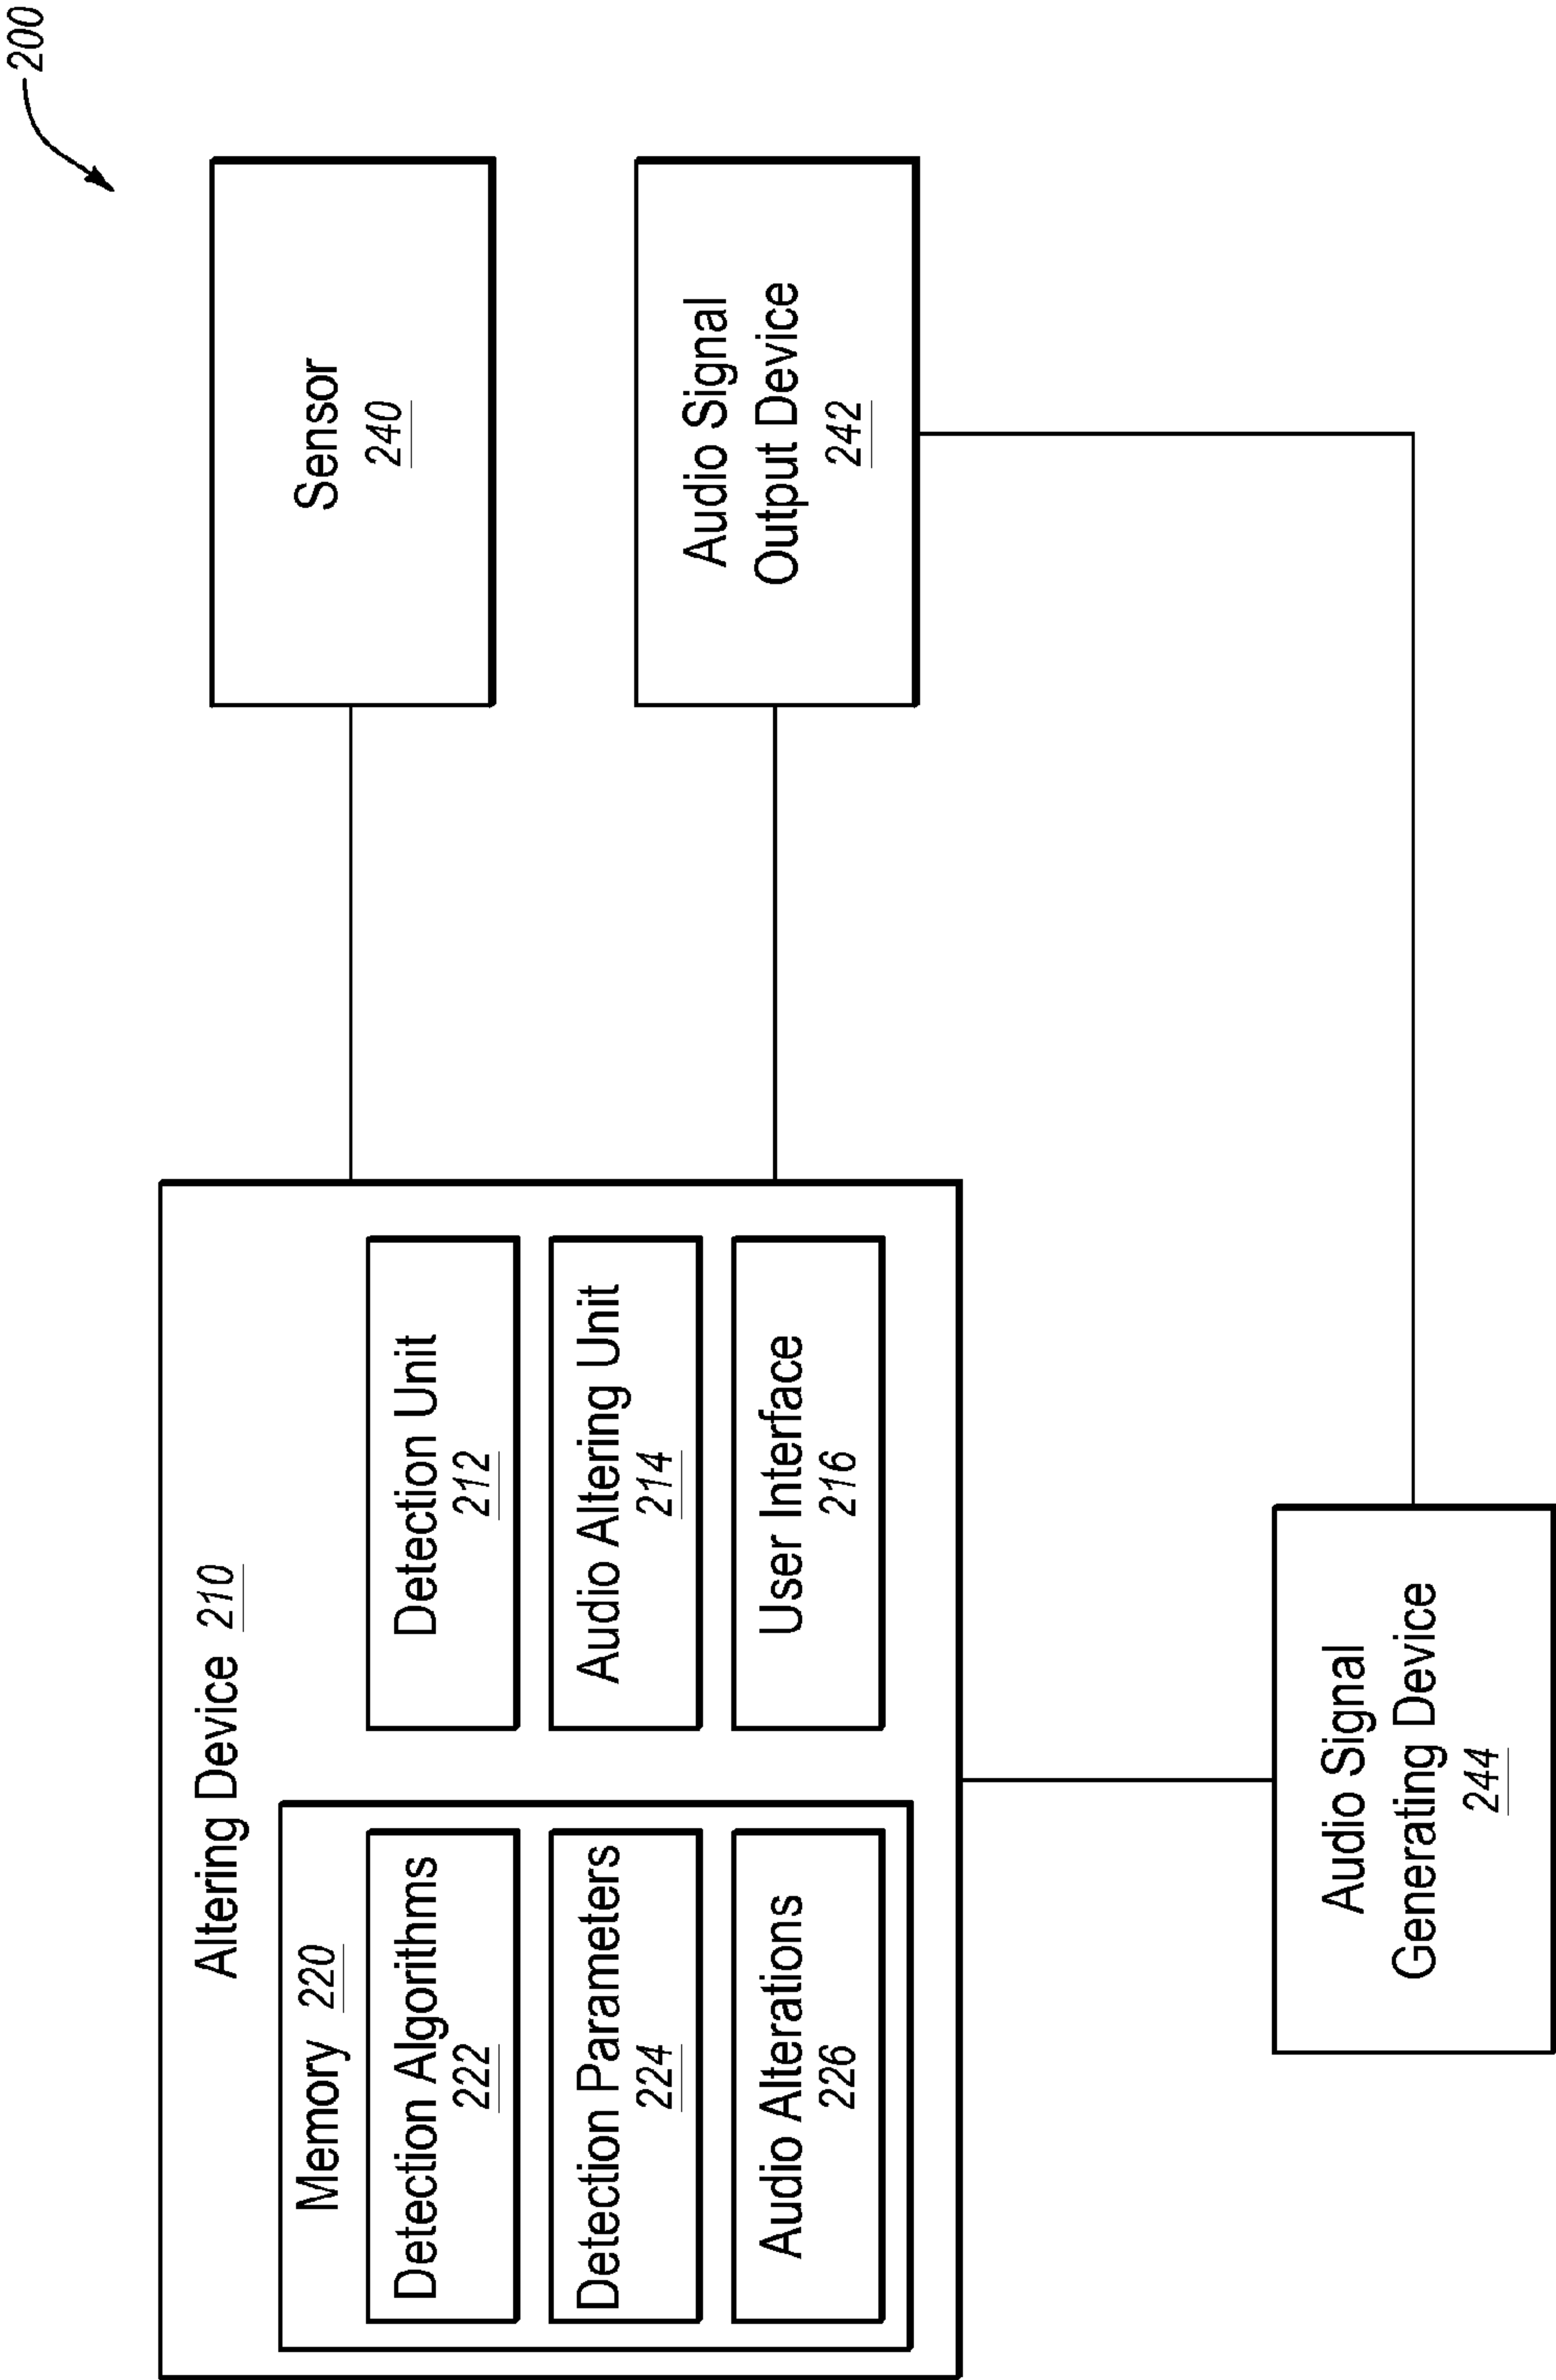 200
Altering Device 210
Memory 220
Detection Algorithms
222
Detection Parameters
224
Audio Alterations
226
Detection Unit
212
Audio Altering Unit
214
User Interface
216
Sensor
240
Audio Signal
Output Device
242
Audio Signal
Generating Device
244